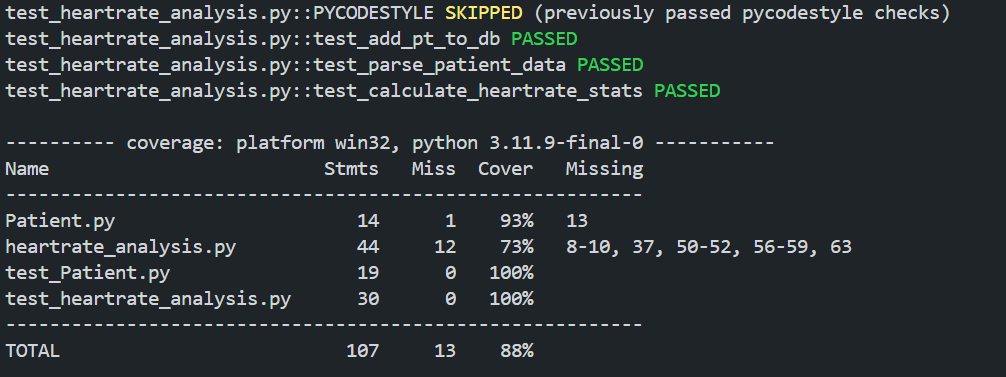 test_heartrate_analysis.py::PYCODESTYLE SKIPPED (previously passed pycodestyle checks)
test_heartrate_analysis.py::test_add_pt_to_db PASSED
test_heartrate_analysis.py::test_parse_patient_data PASSED
test_heartrate_analysis.py::test_calculate_heartrate_stats PASSED

---------- coverage: platform win32, python 3.11.9-final-0 -----------
Name                         Stmts   Miss  Cover   Missing
----------------------------------------------------------
Patient.py                      14      1    93%   13
heartrate_analysis.py           44     12    73%   8-10, 37, 50-52, 56-59, 63
test_Patient.py                 19      0   100%
test_heartrate_analysis.py      30      0   100%
----------------------------------------------------------
TOTAL                          107     13    88%